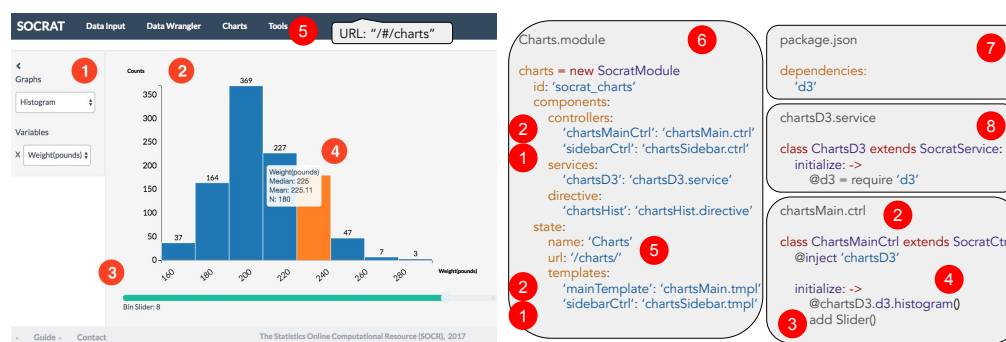 SOCRAT
Data Input
Data Wrangler
Charts
Tools
5
URL: "/#/charts"
1
Graphs
Histogram
Variables
X
Weight(pounds)
2
Counts
350
300
250
200
150
100
50
0
37
164
369
227
47
7
3
4
Weight(pounds)
Median: 225
Mean: 225.11
N: 180
160
180
200
220
240
260
280
Weight(pounds)
3
Bin Slider: 8
Guide
Contact
The Statistics Online Computational Resource (SOCR), 2017
Charts.module
6
charts = new SocratModule
id: 'socrat_charts'
components:
controllers:
2
'chartsMainCtrl': 'chartsMain.ctrl'
1
'sidebarCtrl': 'chartsSidebar.ctrl'
services:
'chartsD3': 'chartsD3.service'
directive:
'chartsHist': 'chartsHist.directive'
state:
name: 'Charts'
url: '/charts/'
5
templates:
2
'mainTemplate': 'chartsMain.tmpl'
1
'sidebarCtrl': 'chartsSidebar.tmpl'
package.json
7
dependencies:
'd3'
chartsD3.service
8
class ChartsD3 extends SocratService:
initialize: ->
@d3 = require 'd3'
chartsMain.ctrl
2
class ChartsMainCtrl extends SocratCtr
@inject 'chartsD3'
4
initialize: ->
@chartsD3.d3.histogram()
3
add Slider()